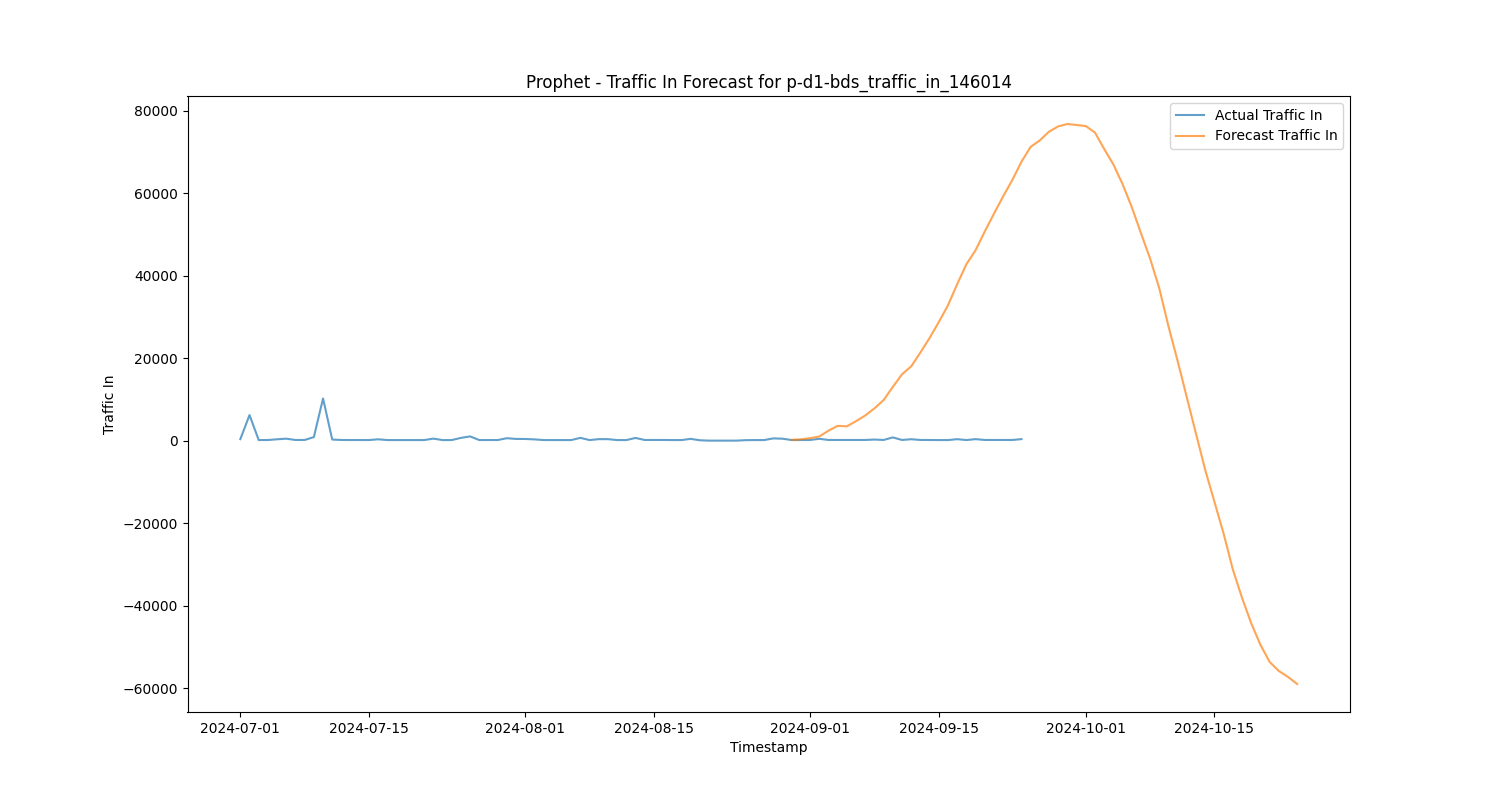 Prophet - Traffic In Forecast for p-d1-bds_traffic_in_146014
Actual Traffic In
Forecast Traffic In
Traffic In
80000
60000
40000
20000
0
−20000
−40000
−60000
2024-07-01 2024-07-15 2024-08-01 2024-08-15 2024-09-01 2024-09-15 2024-10-01 2024-10-15
Timestamp